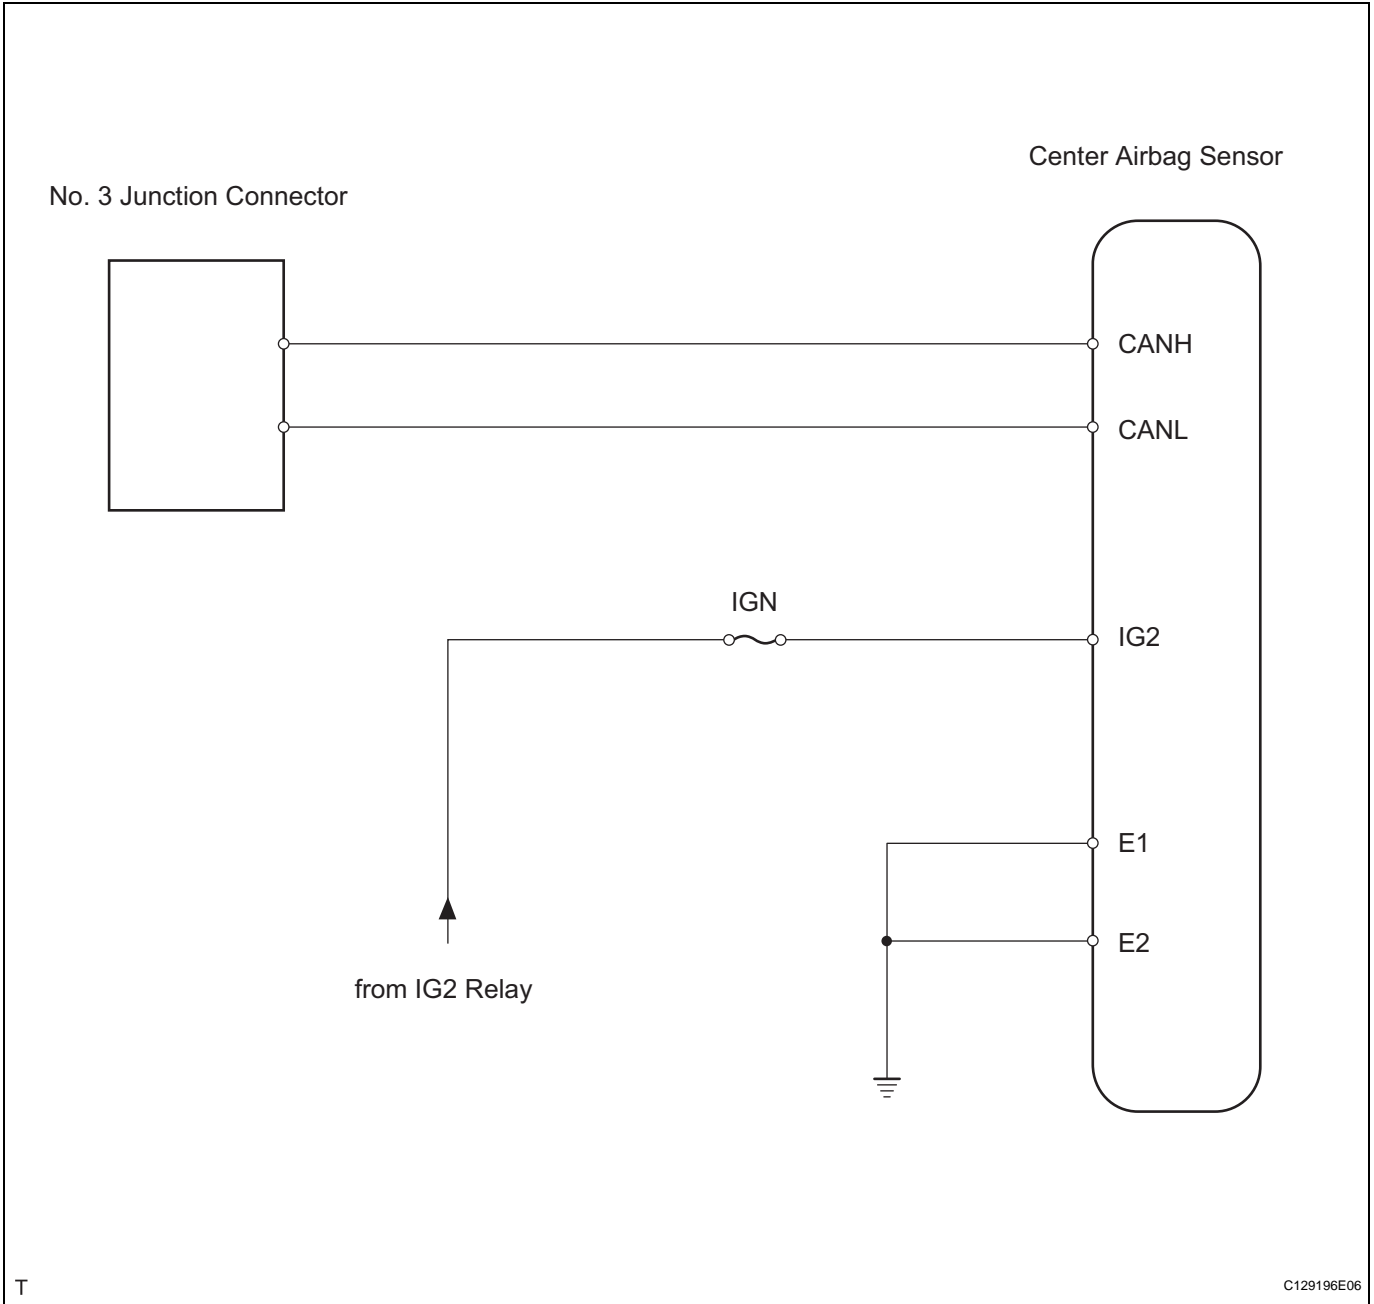 Center Airbag Sensor
No. 3 Junction Connector
CANH
CANL
IGN
IG2
E1
E2
from IG2 Relay
T
C129196E06